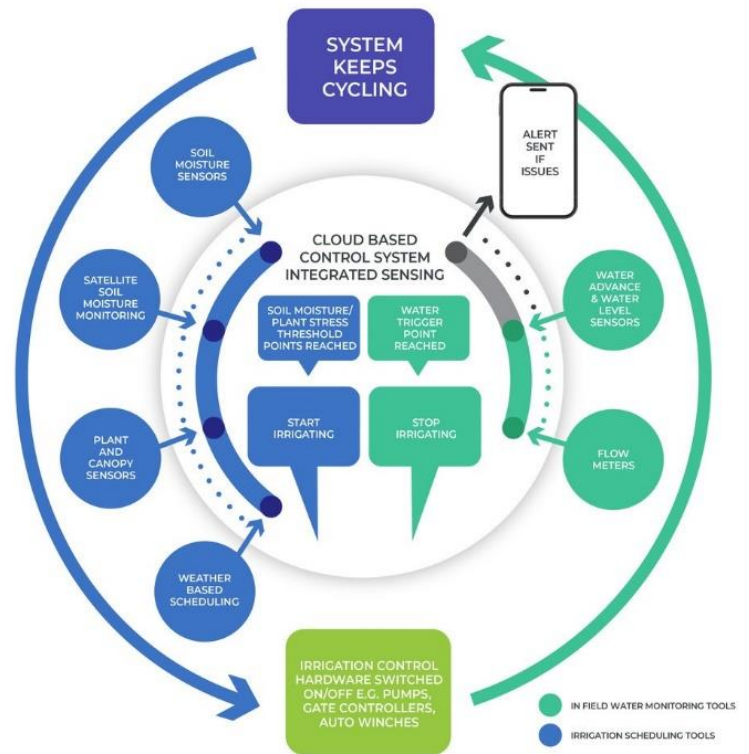 SYSTEM
KEEPS
CYCLING
ALERT
SENT
IF
ISSUES
SOIL
MOISTURE
SENSORS
CLOUD BASED
CONTROL SYSTEM
INTEGRATED SENSING
SATELLITE
SOIL
MOISTURE
MONITORING
WATER
ADVANCE
& WATER
LEVEL
SENSORS
SOIL MOISTURE/
PLANT STRESS
THRESHOLD
POINTS REACHED
WATER
TRIGGER
POINT
REACHED
START
IRRIGATING
STOP
IRRIGATING
PLANT
AND
CANOPY
SENSORS
FLOW
METERS
WEATHER
BASED
SCHEDULING
IRRIGATION CONTROL
HARDWARE SWITCHED
ON/OFF E.G. PUMPS,
GATE CONTROLLERS,
AUTO WINCHES
IN FIELD WATER MONITORING TOOLS
IRRIGATION SCHEDULING TOOLS